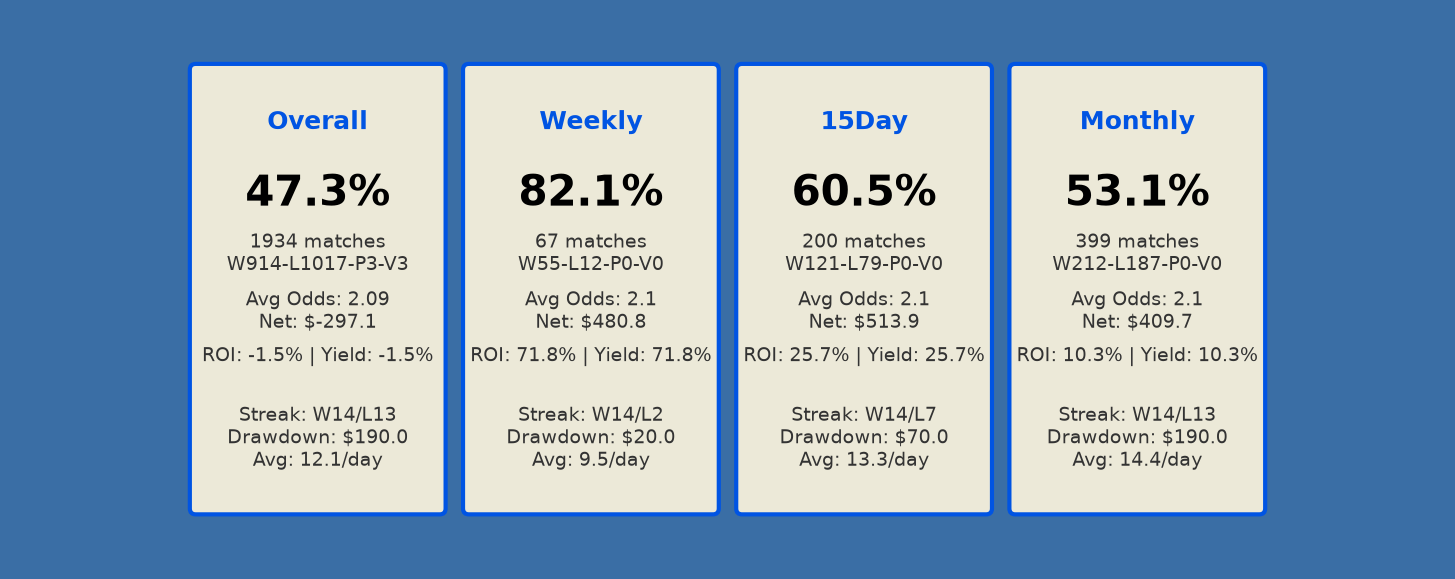 Overall
47.3%
1934 matches
W914-L1017-P3-V3
Avg Odds: 2.09
Net: $-297.1
ROI: -1.5% | Yield: -1.5%
Streak: W14/L13
Drawdown: $190.0
Avg: 12.1/day
Weekly
82.1%
67 matches
W55-L12-P0-V0
Avg Odds: 2.1
Net: $480.8
ROI: 71.8% | Yield: 71.8%
Streak: W14/L2
Drawdown: $20.0
Avg: 9.5/day
15Day
60.5%
200 matches
W121-L79-P0-V0
Avg Odds: 2.1
Net: $513.9
ROI: 25.7% | Yield: 25.7%
Streak: W14/L7
Drawdown: $70.0
Avg: 13.3/day
Monthly
53.1%
399 matches
W212-L187-P0-V0
Avg Odds: 2.1
Net: $409.7
ROI: 10.3% | Yield: 10.3%
Streak: W14/L13
Drawdown: $190.0
Avg: 14.4/day